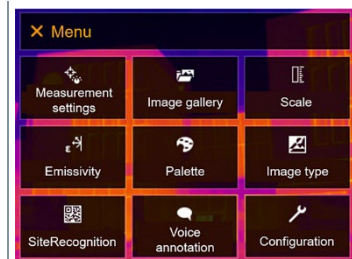 × Menu
Measurement
settings
Image gallery
Scale
ε
Emissivity
Palette
Image type
SiteRecognition
Voice
annotation
Configuration